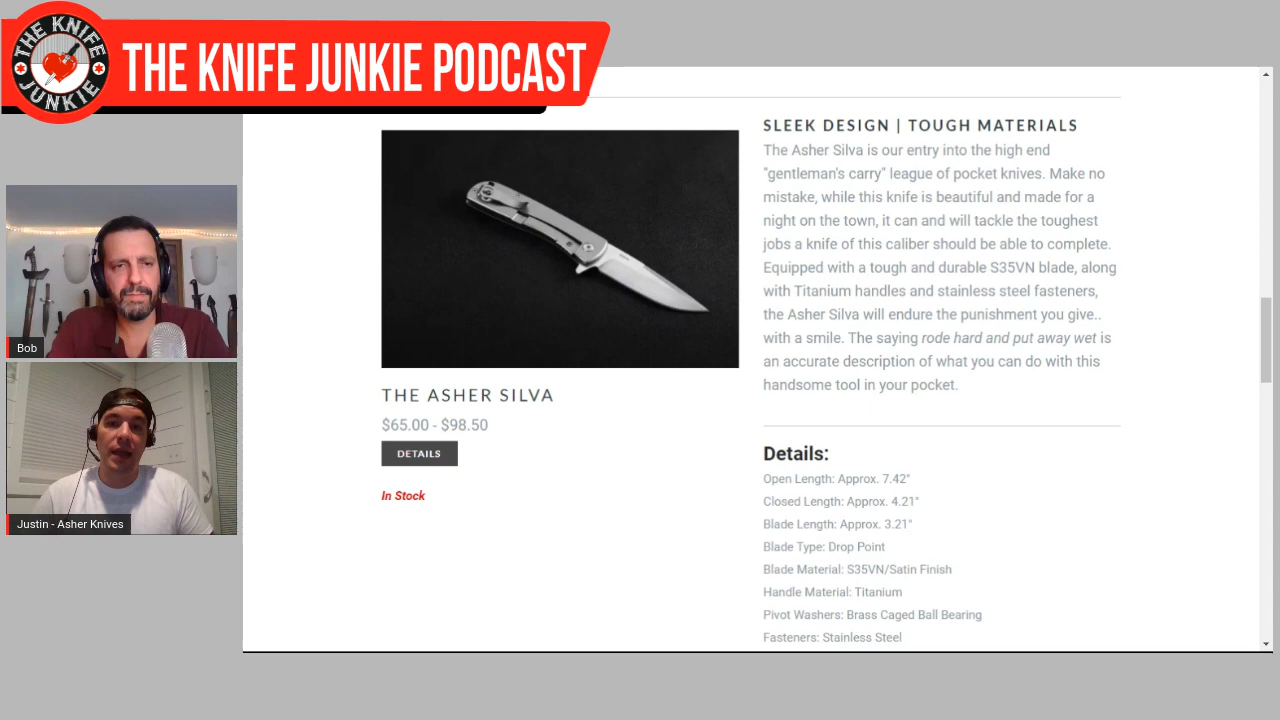 THE KNIFE
JUNKIE
THE KNIFE JUNKIE PODCAST
Bob
Justin - Asher Knives
THE ASHER SILVA
$65.00 - $98.50
DETAILS
In Stock
SLEEK DESIGN | TOUGH MATERIALS
The Asher Silva is our entry into the high end
"gentleman's carry" league of pocket knives. Make no
mistake, while this knife is beautiful and made for a
night on the town, it can and will tackle the toughest
jobs a knife of this caliber should be able to complete.
Equipped with a tough and durable S35VN blade, along
with Titanium handles and stainless steel fasteners,
the Asher Silva will endure the punishment you give..
with a smile. The saying rode hard and put away wet is
an accurate description of what you can do with this
handsome tool in your pocket.
Details:
Open Length: Approx. 7.42"
Closed Length: Approx. 4.21"
Blade Length: Approx. 3.21"
Blade Type: Drop Point
Blade Material: S35VN/Satin Finish
Handle Material: Titanium
Pivot Washers: Brass Caged Ball Bearing
Fasteners: Stainless Steel